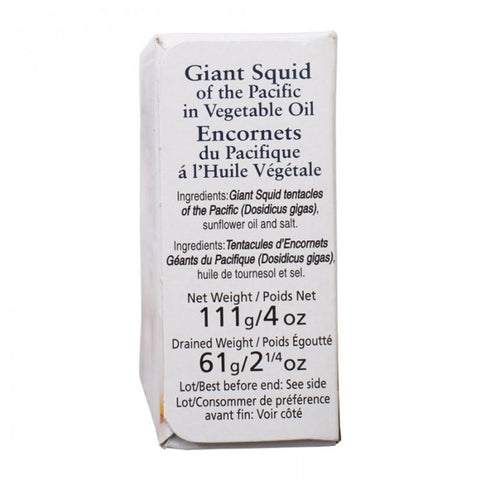 Giant Squid
of the Pacific
in Vegetable Oil
Encornets
du Pacifique
á l'Huile Végétale
Ingredients: Giant Squid tentacles
of the Pacific (Dosidicus gigas),
sunflower oil and salt.
Ingredients: Tentacules d'Encornets
Géants du Pacifique (Dosidicus gigas),
huile de tournesol et sel.
Net Weight / Poids Net
111g/4 oz
Drained Weight / Poids Égoutté
61g/2 1/4 oz
Lot/Best before end: See side
Lot/Consommer de préférence
avant fin: Voir côté